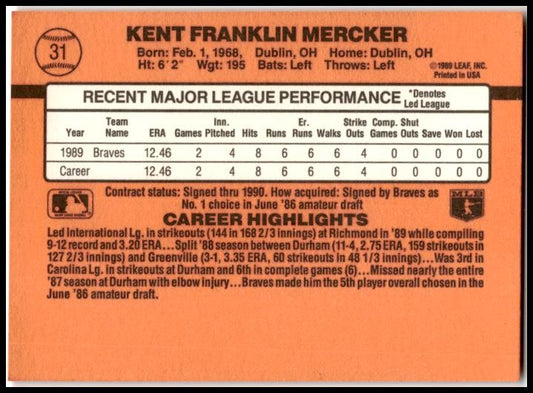 31
KENT FRANKLIN MERCKER
Born: Feb. 1, 1968, Dublin, OH Home: Dublin, OH
Ht: 6' 2" Wgt: 195 Bats: Left Throws: Left
©1989 LEAF, INC.
Printed in USA
RECENT MAJOR LEAGUE PERFORMANCE *Denotes Led League
Year Team Name ERA Games Inn. Pitched Hits Runs Er. Runs Walks Strike Outs Comp. Games Shut Outs Save Won Lost
1989 Braves 12.46 2 4 8 6 6 6 4 0 0 0 0 0
Career 12.46 2 4 8 6 6 6 4 0 0 0 0 0
Contract status: Signed thru 1990. How acquired: Signed by Braves as
No. 1 choice in June '86 amateur draft
MLB
CAREER HIGHLIGHTS
Led International Lg. in strikeouts (144 in 168 2/3 innings) at Richmond in '89 while compiling
9-12 record and 3.20 ERA...Split '88 season between Durham (11-4, 2.75 ERA, 159 strikeouts in
127 2/3 innings) and Greenville (3-1, 3.35 ERA, 60 strikeouts in 48 1/3 innings)...Was 3rd in
Carolina Lg. in strikeouts at Durham and 6th in complete games (6)...Missed nearly the entire
'87 season at Durham with elbow injury...Braves made him the 5th player overall chosen in the
June '86 amateur draft.